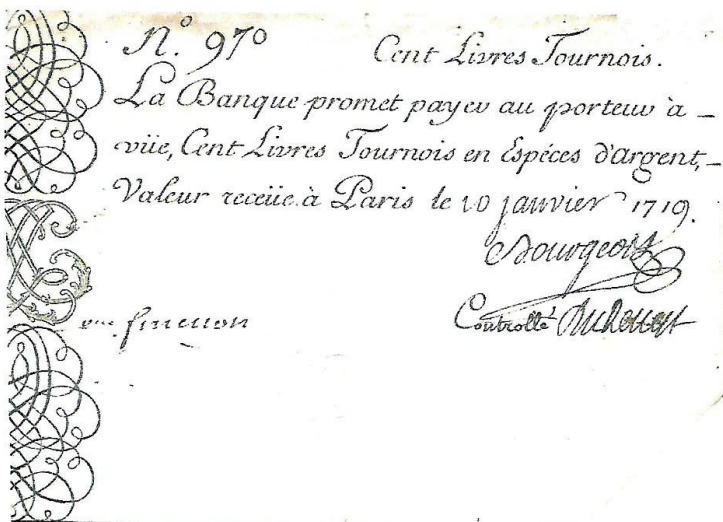 N.º 970 Cent Livres Tournois.
La Banque promet payer au porteur à
vüe, Cent Livres Tournois en Espéces d'argent,
Valeur receüe à Paris le 10 janvier 1719.
Bourgeois
Controllé